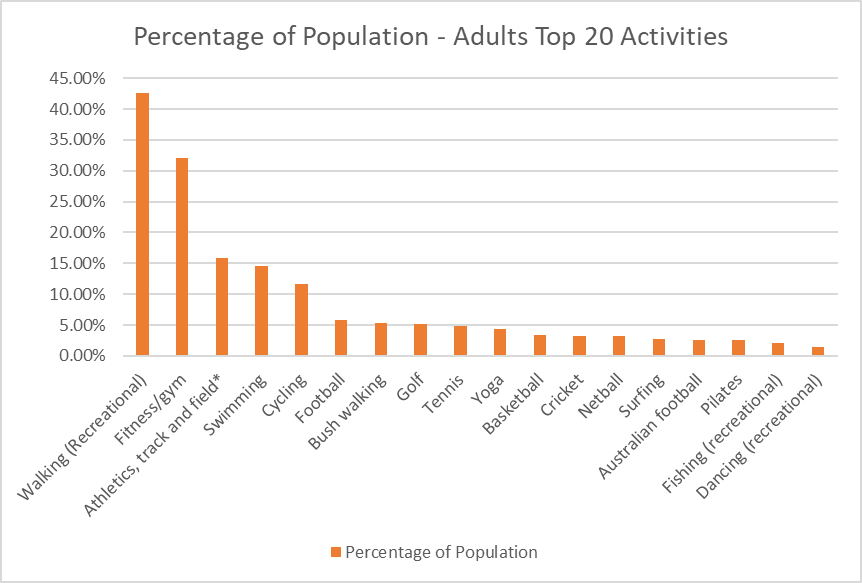 Percentage of Population - Adults Top 20 Activities
45.00%
40.00%
35.00%
30.00%
25.00%
20.00%
15.00%
10.00%
5.00%
0.00%
Walking (Recreational)
Fitness/gym
Athletics, track and field*
Swimming
Cycling
Football
Bush walking
Golf
Tennis
Yoga
Basketball
Cricket
Netball
Surfing
Australian football
Pilates
Fishing (recreational)
Dancing (recreational)
Percentage of Population